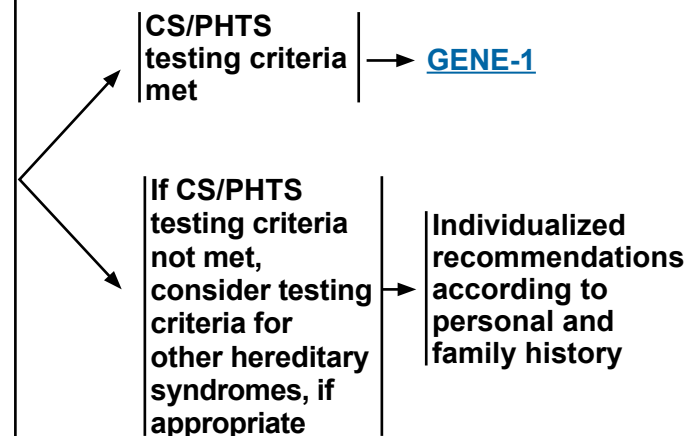 CS/PHTS
testing criteria
met
GENE-1
If CS/PHTS
testing criteria
not met,
consider testing
criteria for
other hereditary
syndromes, if
appropriate
Individualized
recommendations
according to
personal and
family history